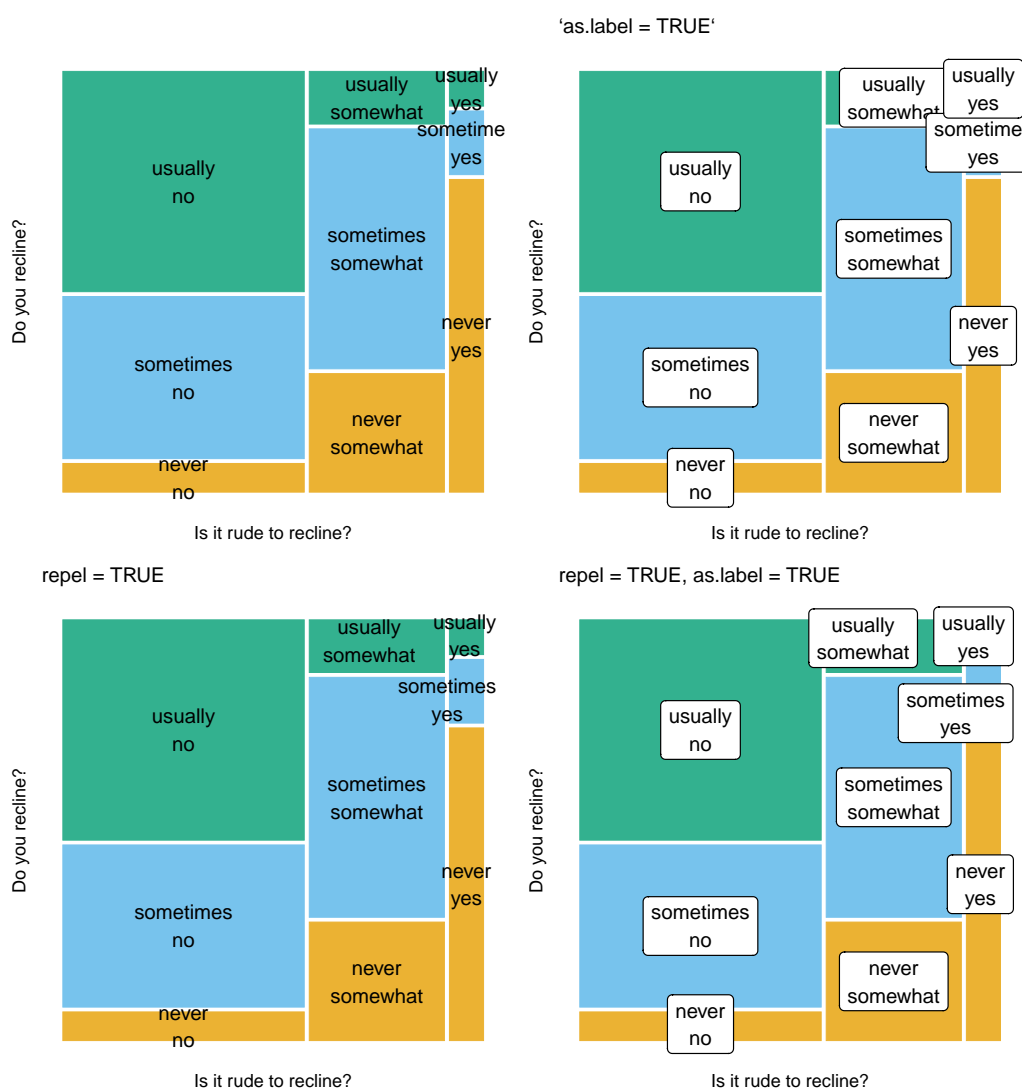 ‘as.label = TRUE‘
usually
no
usually
somewhat
usually
yes
sometime
yes
sometimes
somewhat
never
yes
sometimes
no
never
somewhat
never
no
Do you recline?
Is it rude to recline?
usually
no
usually
somewhat
usually
yes
sometime
yes
sometimes
somewhat
never
yes
sometimes
no
never
somewhat
never
no
Do you recline?
Is it rude to recline?
repel = TRUE
usually
no
usually
somewhat
usually
yes
sometimes
yes
sometimes
somewhat
never
yes
sometimes
no
never
somewhat
never
no
Do you recline?
Is it rude to recline?
repel = TRUE, as.label = TRUE
usually
no
usually
somewhat
usually
yes
sometimes
yes
sometimes
somewhat
never
yes
sometimes
no
never
somewhat
never
no
Do you recline?
Is it rude to recline?